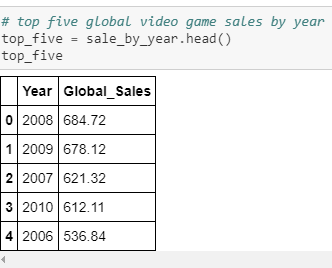 # top five global video game sales by year
top_five = sale_by_year.head()
top_five
Year Global_Sales
0 2008 684.72
1 2009 678.12
2 2007 621.32
3 2010 612.11
4 2006 536.84